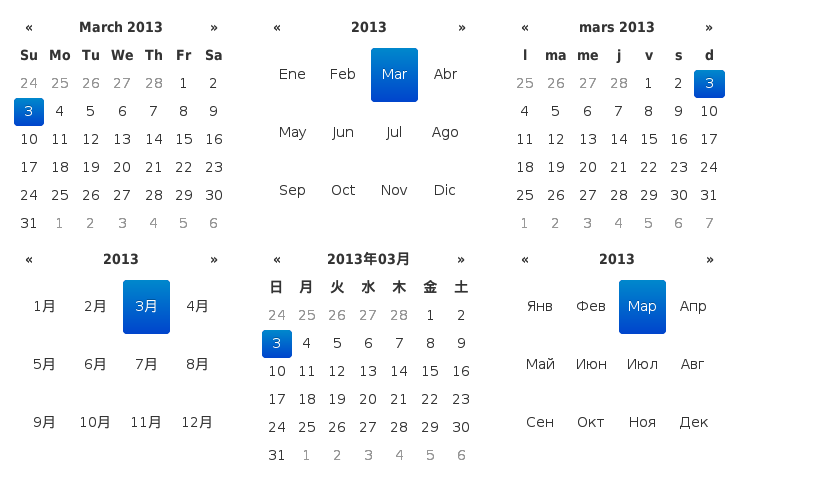 « March 2013 »
Su Mo Tu We Th Fr Sa
24 25 26 27 28 1 2
3 4 5 6 7 8 9
10 11 12 13 14 15 16
17 18 19 20 21 22 23
24 25 26 27 28 29 30
31 1 2 3 4 5 6
« 2013 »
Ene Feb Mar Abr
May Jun Jul Ago
Sep Oct Nov Dic
« mars 2013 »
l ma me j v s d
25 26 27 28 1 2 3
4 5 6 7 8 9 10
11 12 13 14 15 16 17
18 19 20 21 22 23 24
25 26 27 28 29 30 31
1 2 3 4 5 6 7
« 2013 »
1月 2月 3月 4月
5月 6月 7月 8月
9月 10月 11月 12月
« 2013年03月 »
日 月 火 水 木 金 土
24 25 26 27 28 1 2
3 4 5 6 7 8 9
10 11 12 13 14 15 16
17 18 19 20 21 22 23
24 25 26 27 28 29 30
31 1 2 3 4 5 6
« 2013 »
Янв Фев Мар Апр
Май Июн Июл Авг
Сен Окт Ноя Дек